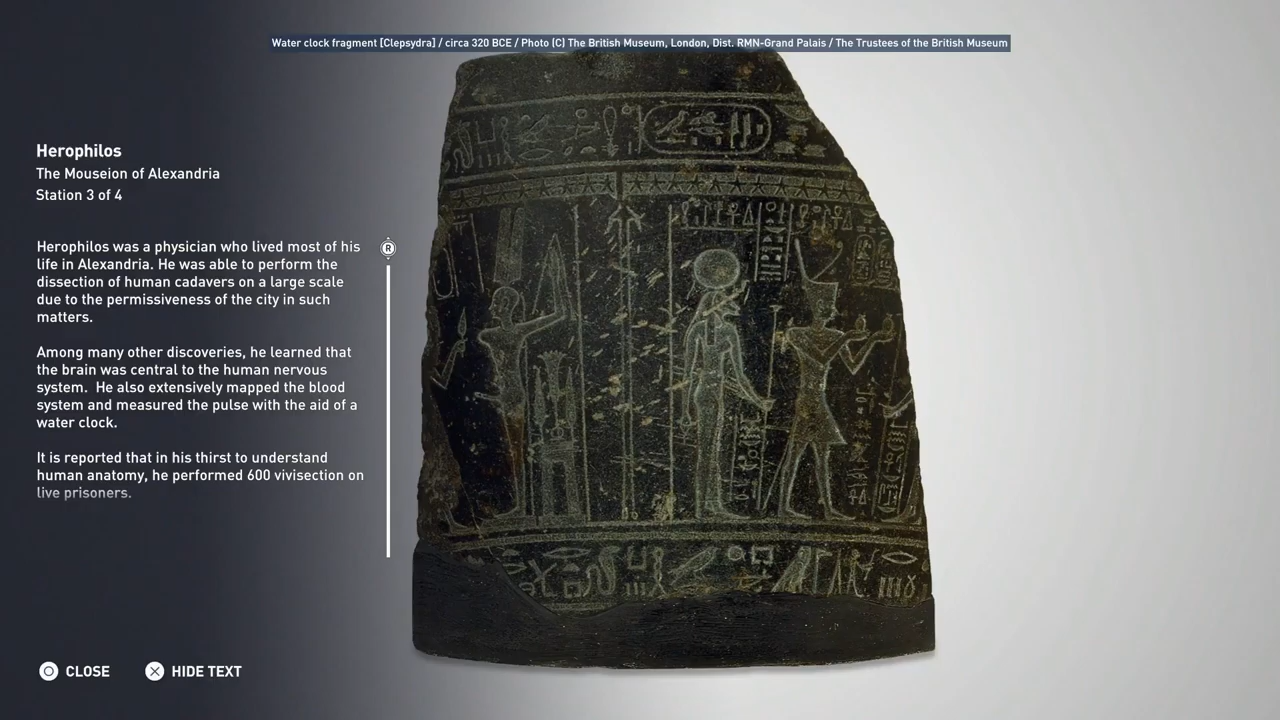 Water clock fragment [Clepsydra] / circa 320 BCE / Photo (C) The British Museum, London, Dist. RMN-Grand Palais / The Trustees of the British Museum
Herophilos
The Mouseion of Alexandria
Station 3 of 4
Herophilos was a physician who lived most of his
life in Alexandria. He was able to perform the
dissection of human cadavers on a large scale
due to the permissiveness of the city in such
matters.
Among many other discoveries, he learned that
the brain was central to the human nervous
system.  He also extensively mapped the blood
system and measured the pulse with the aid of a
water clock.
It is reported that in his thirst to understand
human anatomy, he performed 600 vivisection on
live prisoners.
R
CLOSE
HIDE TEXT